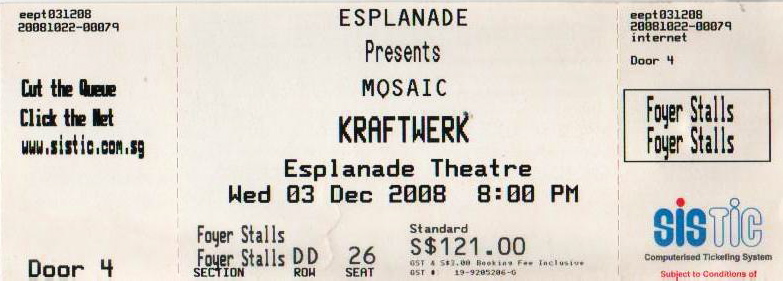 eept031208
20081022-00079
Cut the Queue
Click the Net
www.sistic.com.sg
Door 4
ESPLANADE
Presents
MOSAIC
KRAFTWERK
Esplanade Theatre
Wed 03 Dec 2008 8:00 PM
Foyer Stalls
Foyer Stalls DD 26
SECTION ROW SEAT
Standard
S$121.00
GST & S$3.00 Booking Fee Inclusive
GST # 19-9205206-G
eept031208
20081022-00079
internet
Door 4
Foyer Stalls
Foyer Stalls
SISTIC
Computerised Ticketing System
Subject to Conditions of